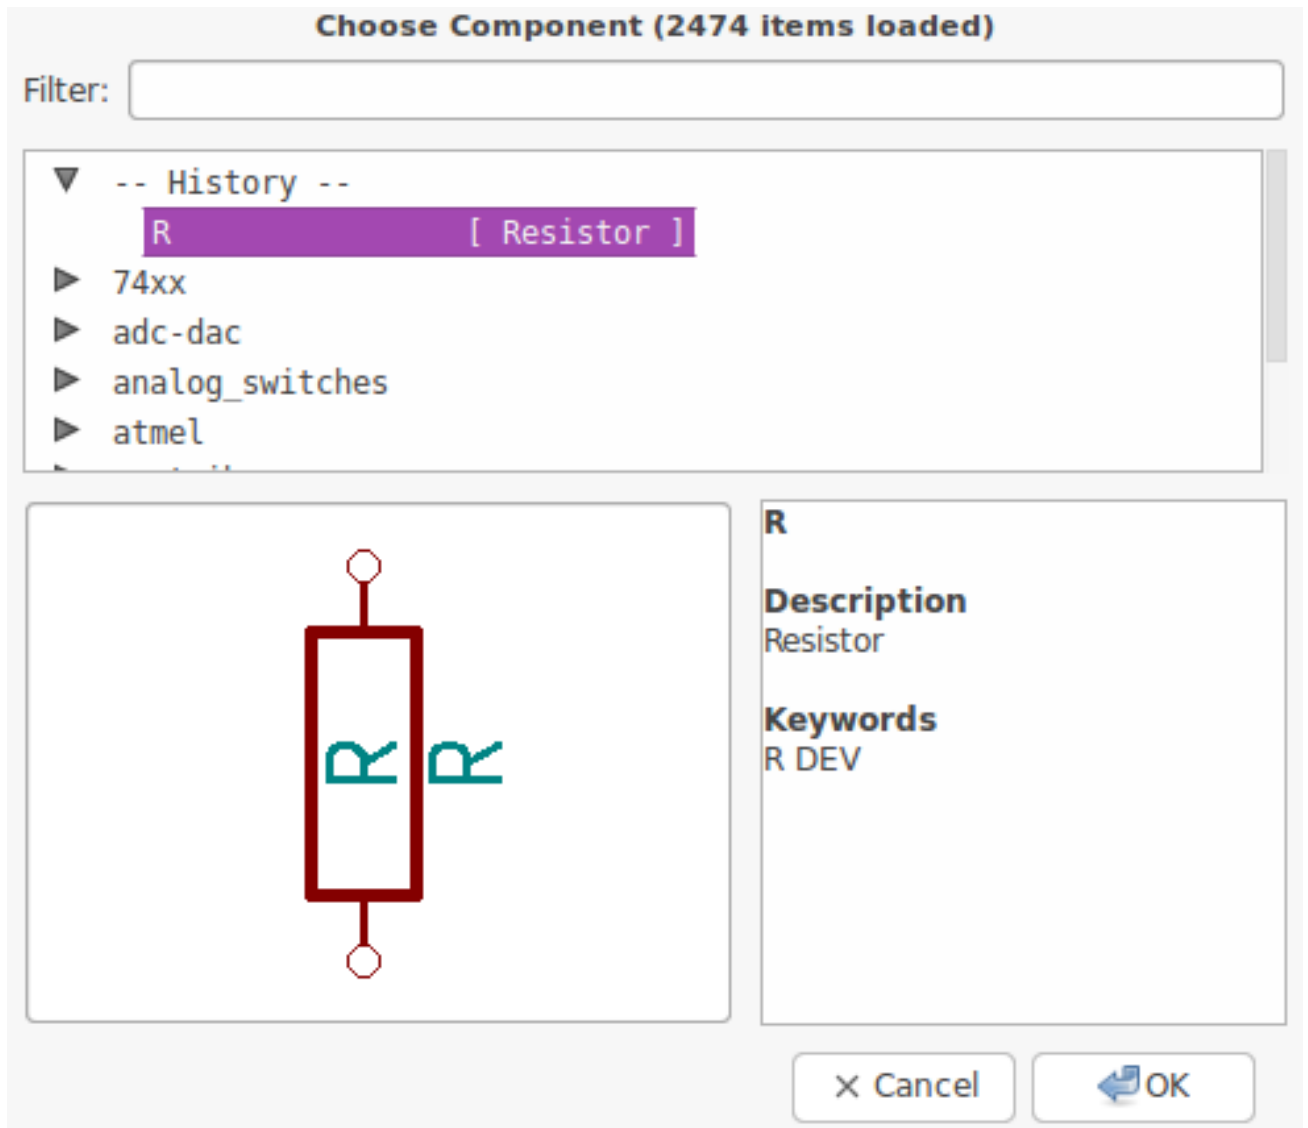 Choose Component (2474 items loaded)
Filter:
-- History --
R [ Resistor ]
74xx
adc-dac
analog_switches
atmel
R R
R
Description
Resistor
Keywords
R DEV
Cancel OK